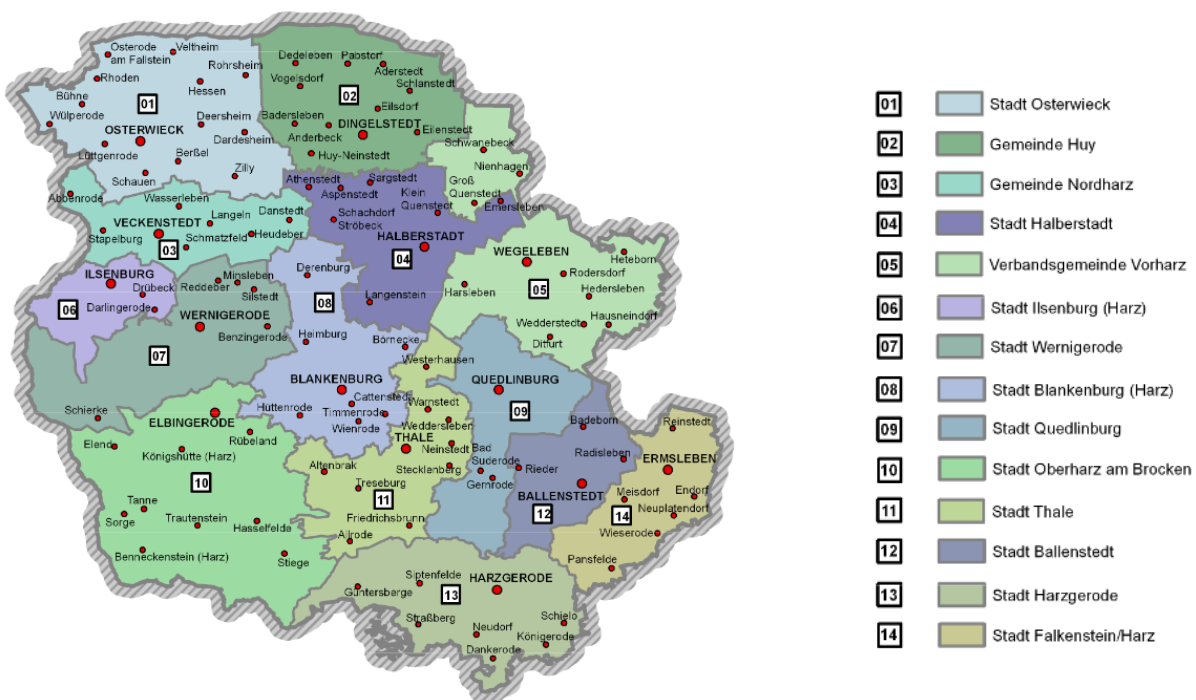 Osterode
am Fallstein
Veltheim
Rohrsheim
Rhoden
Hessen
Bühne
01
Wülperode
Deersheim
OSTERWIECK
Dardesheim
Lüttgenrode
Berßel
Zilly
Schauen
Dedeleben
Pabstorf
Aderstedt
Vogelsdorf
Schlanstedt
02
Eilsdorf
Badersleben
DINGELSTEDT
Anderbeck
Eilenstedt
Huy-Neinstedt
Schwanebeck
Nienhagen
Groß
Quenstedt
Emersleben
Abbenrode
Wasserleben
Langeln
Danstedt
VECKENSTEDT
Stapelburg
Schmatzfeld
Heudeber
03
Athenstedt
Sargstedt
Aspenstedt
Klein
Quenstedt
Schachdorf
Ströbeck
HALBERSTADT
04
Langenstein
WEGELEBEN
Heteborn
Rodersdorf
Harsleben
05
Hedersleben
Wedderstedt
Hausneindorf
Ditfurt
ILSENBURG
Drübeck
06
Darlingerode
Minsleben
Reddeber
Silstedt
WERNIGERODE
Benzingerode
07
Schierke
Derenburg
08
Heimburg
Börnecke
BLANKENBURG
Cattenstedt
Hüttenrode
Timmenrode
Wienrode
Westerhausen
Warnstedt
Weddersleben
THALE
Neinstedt
Stecklenberg
Altenbrak
Treseburg
11
Friedrichsbrunn
Allrode
QUEDLINBURG
09
Bad
Suderode
Gernrode
Badeborn
Radisleben
Rieder
BALLENSTEDT
12
Reinstedt
ERMSLEBEN
Meisdorf
Endorf
Neuplatendorf
14
Wieserode
Pansfelde
ELBINGERODE
Elend
Rübeland
Königshütte (Harz)
10
Tanne
Sorge
Trautenstein
Hasselfelde
Benneckenstein (Harz)
Stiege
Siptenfelde
HARZGERODE
Güntersberge
13
Straßberg
Schielo
Neudorf
Königerode
Dankerode
01 Stadt Osterwieck
02 Gemeinde Huy
03 Gemeinde Nordharz
04 Stadt Halberstadt
05 Verbandsgemeinde Vorharz
06 Stadt Ilsenburg (Harz)
07 Stadt Wernigerode
08 Stadt Blankenburg (Harz)
09 Stadt Quedlinburg
10 Stadt Oberharz am Brocken
11 Stadt Thale
12 Stadt Ballenstedt
13 Stadt Harzgerode
14 Stadt Falkenstein/Harz